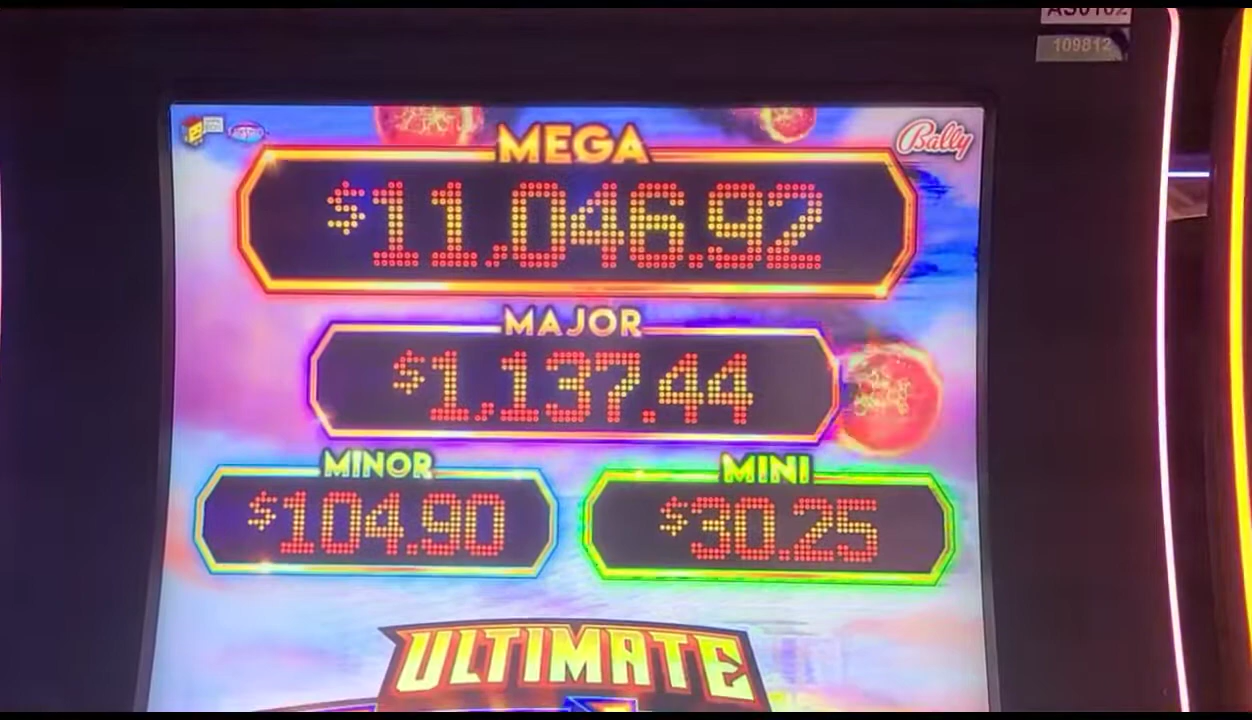 109812
Bally
MEGA
$11,046.92
MAJOR
$1,137.44
MINOR
$104.90
MINI
$30.25
ULTIMATE